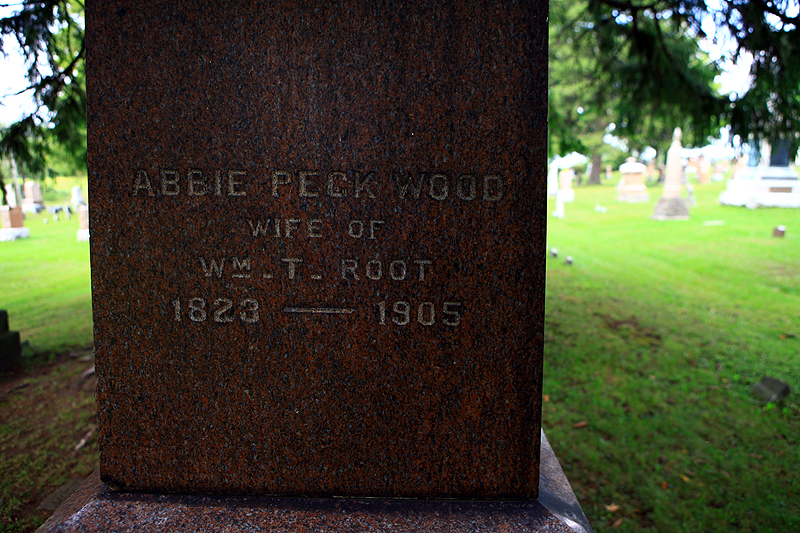 ABBIE PECK WOOD
WIFE OF
WM. T. ROOT
1823 — 1905